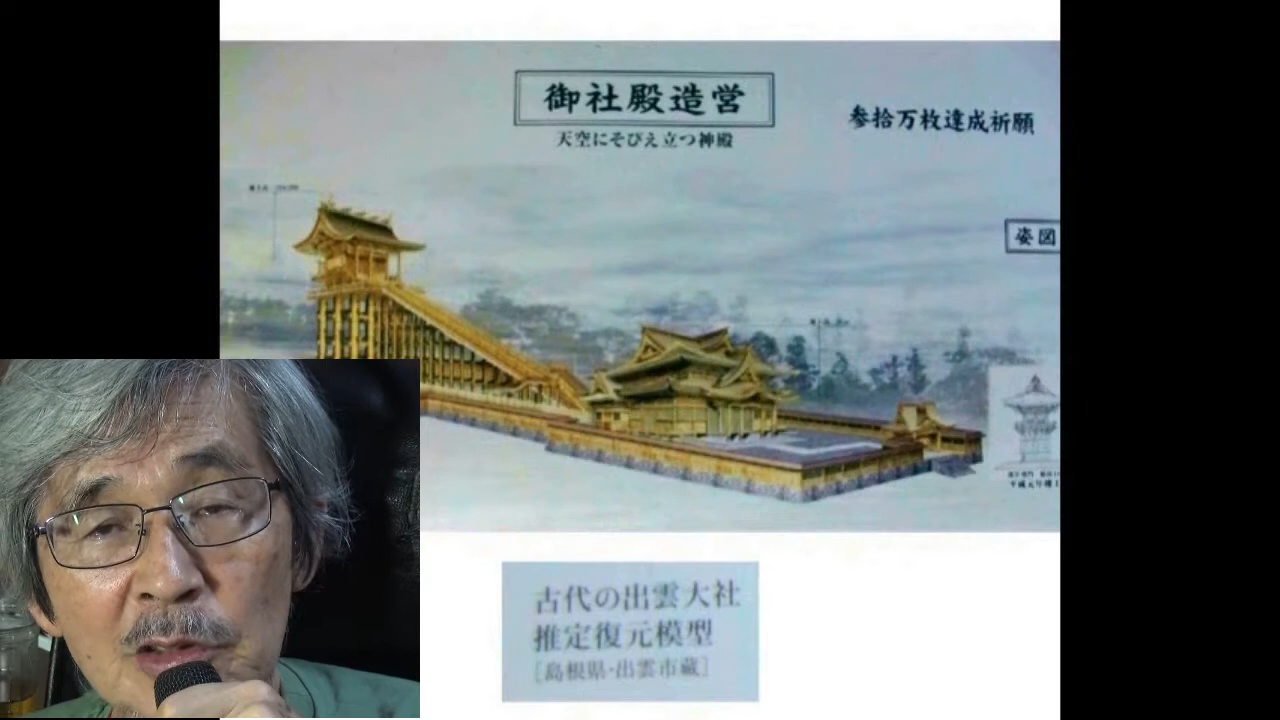 御社殿造営
天空にそびえ立つ神殿
参拾万枚達成祈願
姿図
古代の出雲大社
推定復元模型
［島根県・出雲市蔵］